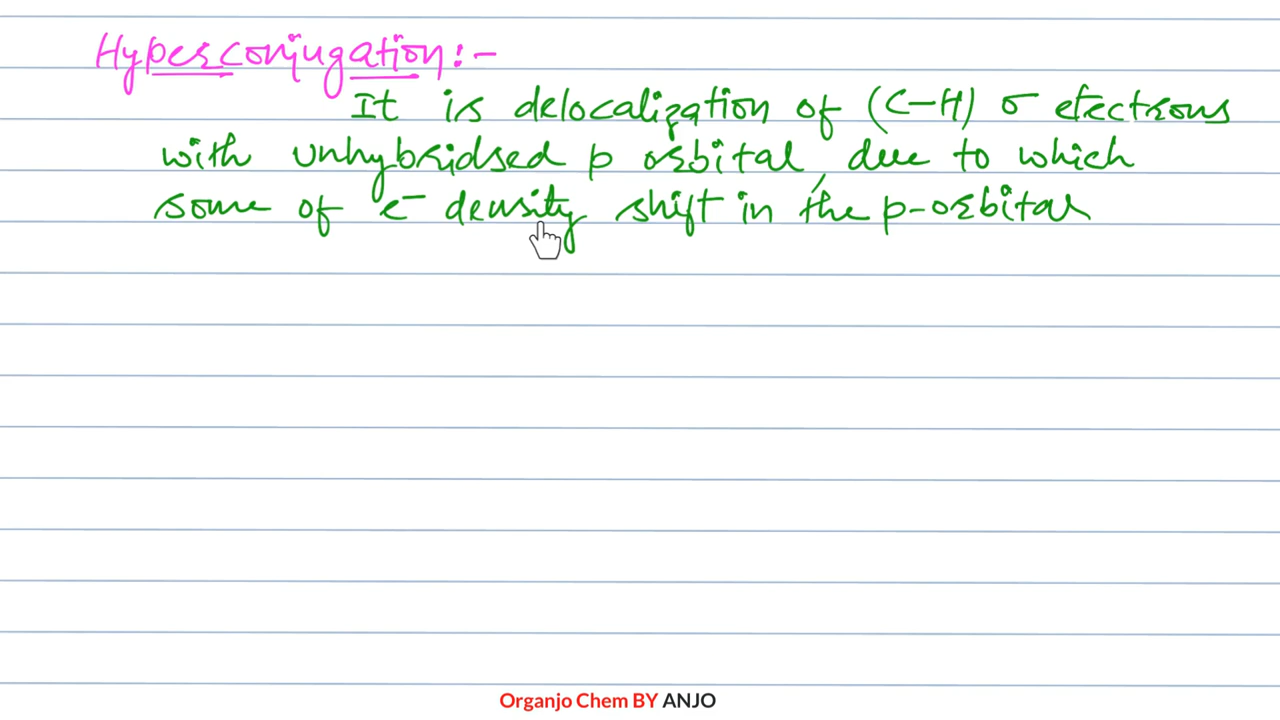 Hyperconjugation:-
It is delocalization of (C-H) σ electrons
with unhybridsed p orbital, due to which
some of e⁻ density shift in the p-orbital
Organjo Chem BY ANJO